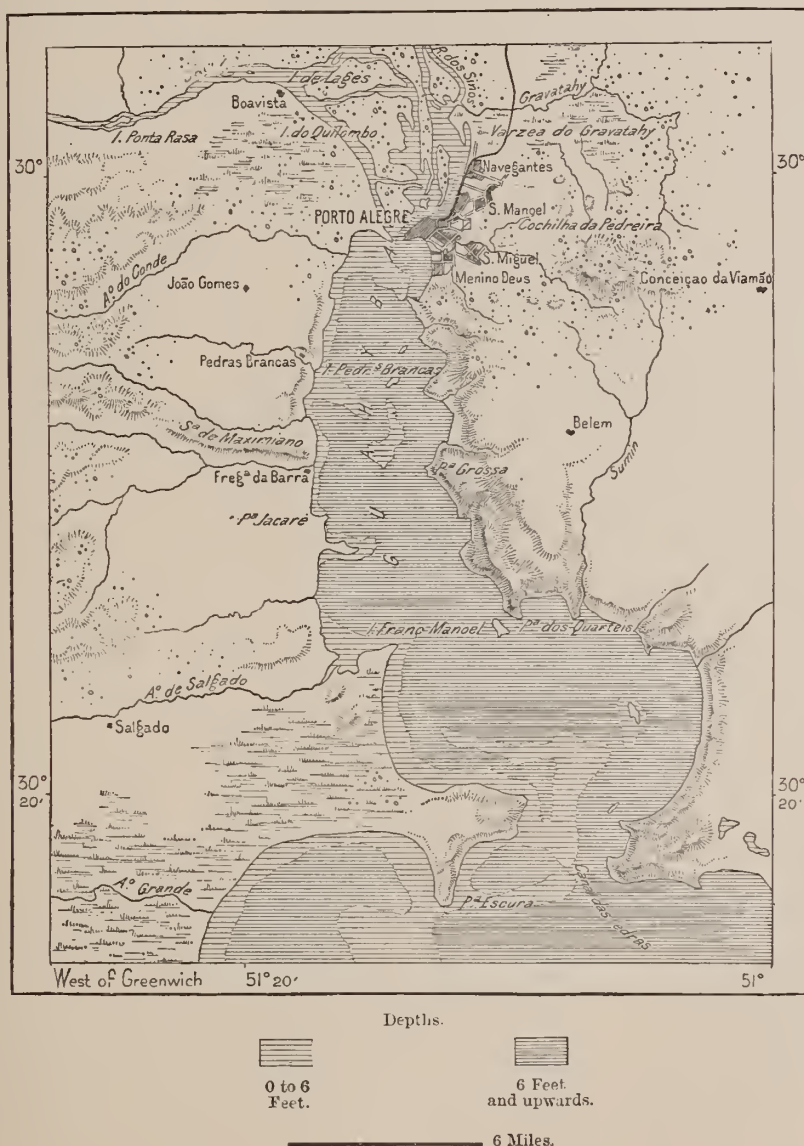 I. de Lages
R. dos Sinos
Boavista
Gravatahy
I. do Quilombo
Varzea do Gravatahy
I. Ponta Rasa
30°
30°
Navegantes
PORTO ALEGRE
S. Manoel
Cochilha da Pedreira
S. Miguel
Aº. do Conde
João Gomes
Menino Deus
Conceiçao da Viamão
Pedras Brancas
I. Pedrs. Brancas
GUAHYBA
Belem
Sª de Maximiano
Pª Grossa
Fregª da Barra
Sumin
Pª Jacaré
I. Franc. Manoel
Pª dos Quarteis
Aº. de Salgado
Salgado
30°
20′
30°
20′
Aº Grande
Pª Escura
Canal das
West of Greenwich
51° 20′
51°
Depths.
0 to 6
Feet.
6 Feet
and upwards.
6 Miles.